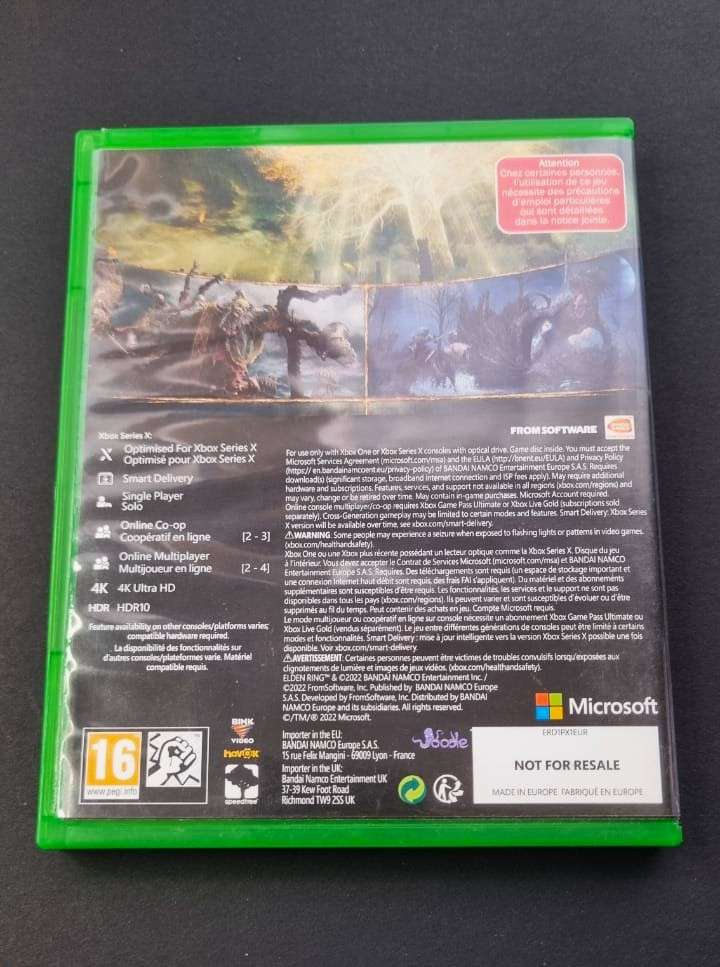 Attention
Chez certaines personnes,
l'utilisation de ce jeu
nécessite des précautions
d'emploi particulières
qui sont détaillées
dans la notice jointe.
FROMSOFTWARE
Xbox Series X:
Optimised For Xbox Series X
Optimisé pour Xbox Series X
Smart Delivery
Single Player
Solo
Online Co-op
Coopératif en ligne [2 - 3]
Online Multiplayer
Multijoueur en ligne [2 - 4]
4K 4K Ultra HD
HDR HDR10
Feature availability on other consoles/platforms varies;
compatible hardware required.
La disponibilité des fonctionnalités sur
d'autres consoles/plateformes varie. Matériel
compatible requis.
For use only with Xbox One or Xbox Series X consoles with optical drive. Game disc inside. You must accept the
Microsoft Services Agreement (microsoft.com/msa) and the EULA (http://bnent.eu/EULA) and Privacy Policy
(https://en.bandainamcoent.eu/privacy-policy) of BANDAI NAMCO Entertainment Europe S.A.S. Requires
download(s) (significant storage, broadband internet connection and ISP fees apply). May require additional
hardware and subscriptions. Features, services, and support not available in all regions (xbox.com/regions) and
may vary, change or be retired over time. May contain in-game purchases. Microsoft Account required.
Online console multiplayer/co-op requires Xbox Game Pass Ultimate or Xbox Live Gold (subscriptions sold
separately). Cross-Generation gameplay may be limited to certain modes and features. Smart Delivery: Xbox Series
X version will be available over time, see xbox.com/smart-delivery.
⚠WARNING: Some people may experience a seizure when exposed to flashing lights or patterns in video games.
(xbox.com/healthandsafety).
Xbox One ou une Xbox plus récente possédant un lecteur optique comme la Xbox Series X. Disque du jeu
à l'intérieur. Vous devez accepter le Contrat de Services Microsoft (microsoft.com/msa) et BANDAI NAMCO
Entertainment Europe S.A.S. Requires. Des téléchargements sont requis (un espace de stockage important et
une connexion Internet haut débit sont requis, des frais FAI s'appliquent). Du matériel et des abonnements
supplémentaires sont susceptibles d'être requis. Les fonctionnalités, les services et le support ne sont pas
disponibles dans tous les pays (xbox.com/regions). Ils peuvent varier et sont susceptibles d'évoluer ou d'être
supprimés au fil du temps. Peut contenir des achats en jeu. Compte Microsoft requis.
Le mode multijoueur ou coopératif en ligne sur console nécessite un abonnement Xbox Game Pass Ultimate ou
Xbox Live Gold (vendus séparément). Le jeu entre différentes générations de consoles peut être limité à certains
modes et fonctionnalités. Smart Delivery : mise à jour intelligente vers la version Xbox Series X possible une fois
disponible. Voir xbox.com/smart-delivery.
⚠AVERTISSEMENT: Certaines personnes peuvent être victimes de troubles convulsifs lorsqu'exposées aux
clignotements de lumière et images de jeux vidéos. (xbox.com/healthandsafety).
ELDEN RING™ & ©2022 BANDAI NAMCO Entertainment Inc. /
©2022 FromSoftware, Inc. Published by BANDAI NAMCO Europe
S.A.S. Developed by FromSoftware, Inc. Distributed by BANDAI
NAMCO Europe and its subsidiaries. All rights reserved.
©/TM/® 2022 Microsoft.
Microsoft
16
www.pegi.info
BINK
VIDEO
havok
speedtree
Importer in the EU:
BANDAI NAMCO Europe S.A.S.
15 rue Felix Mangini - 69009 Lyon - France
Importer in the UK:
Bandai Namco Entertainment UK
37-39 Kew Foot Road
Richmond TW9 2SS UK
Oodle
ERD1PX1EUR
NOT FOR RESALE
MADE IN EUROPE FABRIQUÉ EN EUROPE